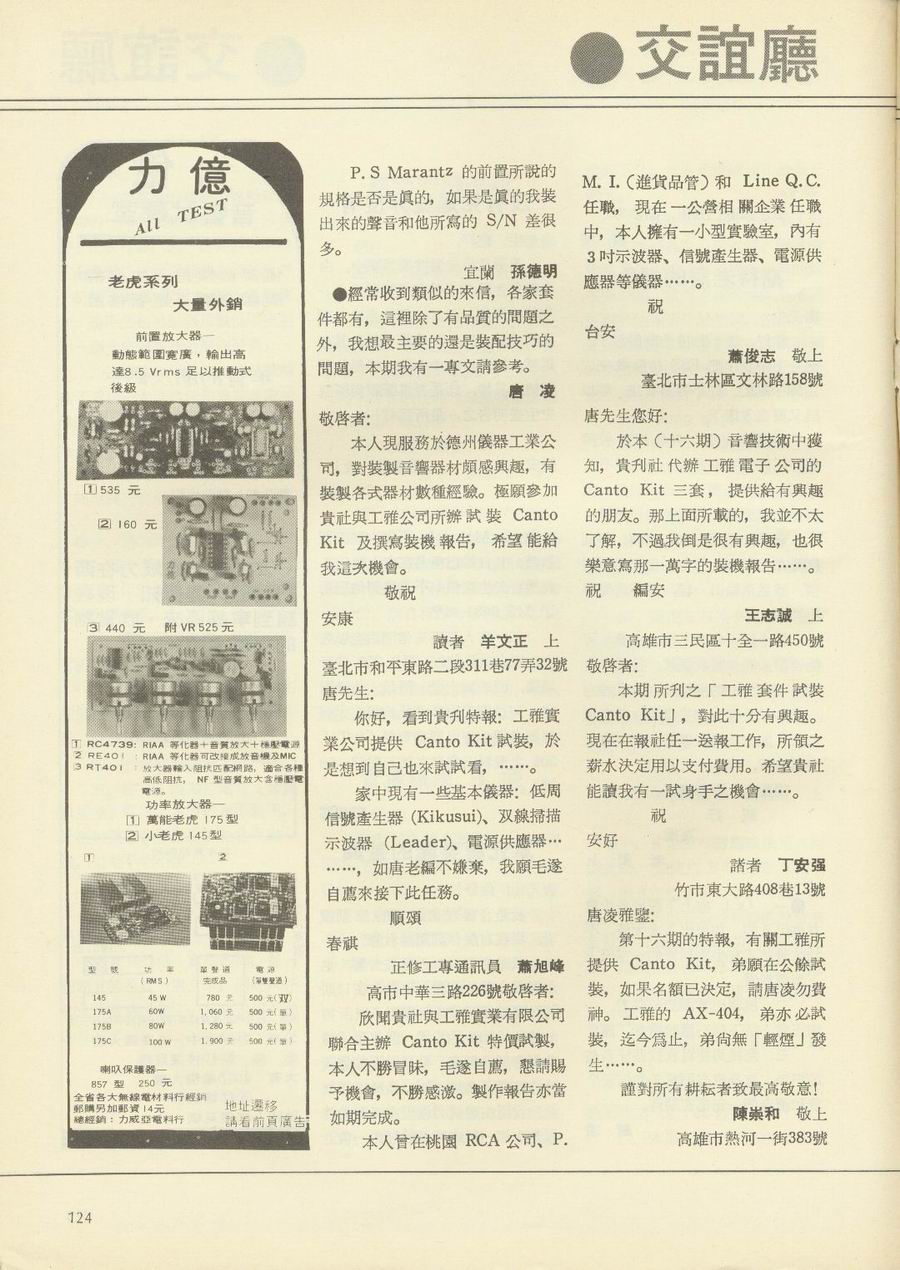 ●交誼廳
力億
All TEST
老虎系列
大量外銷
前置放大器—
動態範圍寬廣，輸出高
達8.5 Vrms 足以推動式
後級
1 535 元
2 160 元
3 440 元 附 VR 525 元
1 RC4739: RIAA 等化器＋音質放大＋穩壓電源
2 RE401 : RIAA 等化器可改接成放音機及MIC
3 RT401 : 放大器輸入阻抗匹配網路，適合各種
高低阻抗， NF 型音質放大含穩壓電
電源。
功率放大器—
1 萬能老虎 175型
2 小老虎 145型
1 2
型 號 功 率 單聲道 電源
(RMS) 完成品 (單雙聲道)
145 45 W 780 元 500 元(双)
175A 60W 1,060 元 500 元(單)
175B 80W 1,280 元 500 元(單)
175C 100 W 1,900 元 500 元(單)
喇叭保護器—
857 型 250 元
全省各大無線電材料行經銷
郵購另加郵資14元
總經銷：力威亞電料行
地址遷移
請看前頁廣告
P.S Marantz 的前置所說的
規格是否是眞的，如果是眞的我裝
出來的聲音和他所寫的 S/N 差很
多。
宜蘭 孫德明
●經常收到類似的來信，各家套
件都有，這裡除了有品質的問題之
外，我想最主要的還是裝配技巧的
問題，本期我有一專文請參考。
唐 凌
敬啓者：
本人現服務於德州儀器工業公
司，對裝製音響器材頗感興趣，有
裝製各式器材數種經驗。極願參加
貴社與工雅公司所辦試裝 Canto
Kit 及撰寫裝機報告，希望能給
我這次機會。
敬祝
安康
讀者 羊文正 上
臺北市和平東路二段311巷77弄32號
唐先生：
你好，看到貴刋特報：工雅實
業公司提供 Canto Kit 試裝，於
是想到自己也來試試看，……。
家中現有一些基本儀器：低周
信號產生器 (Kikusui)、双線掃描
示波器 (Leader)、電源供應器…
……，如唐老編不嫌棄，我願毛遂
自薦來接下此任務。
順頌
春祺
正修工專通訊員 蕭旭峰
高市中華三路226號敬啓者：
欣聞貴社與工雅實業有限公司
聯合主辦 Canto Kit 特價試製，
本人不勝冒昧，毛遂自薦，懇請賜
予機會，不勝感激。製作報告亦當
如期完成。
本人曾在桃園 RCA 公司、P.
M. I.（進貨品管）和 Line Q.C.
任職，現在一公營相關企業任職
中，本人擁有一小型實驗室，內有
3吋示波器、信號產生器、電源供
應器等儀器……。
祝
台安
蕭俊志 敬上
臺北市士林區文林路158號
唐先生您好：
於本（十六期）音響技術中獲
知，貴刋社代辦工雅電子公司的
Canto Kit 三套，提供給有興趣
的朋友。那上面所載的，我並不太
了解，不過我倒是很有興趣，也很
樂意寫那一萬字的裝機報告……。
祝 編安
王志誠 上
高雄市三民區十全一路450號
敬啓者：
本期所刋之「工雅套件試裝
Canto Kit」，對此十分有興趣。
現在在報社任一送報工作，所領之
薪水決定用以支付費用。希望貴社
能讀我有一試身手之機會……。
祝
安好
諸者 丁安强
竹市東大路408巷13號
唐凌雅鑒：
第十六期的特報，有關工雅所
提供 Canto Kit，弟願在公餘試
裝，如果名額已決定，請唐凌勿費
神。工雅的 AX-404，弟亦必試
裝，迄今爲止，弟尙無「輕煙」發
生……。
謹對所有耕耘者致最高敬意！
陳崇和 敬上
高雄市熱河一街383號
124